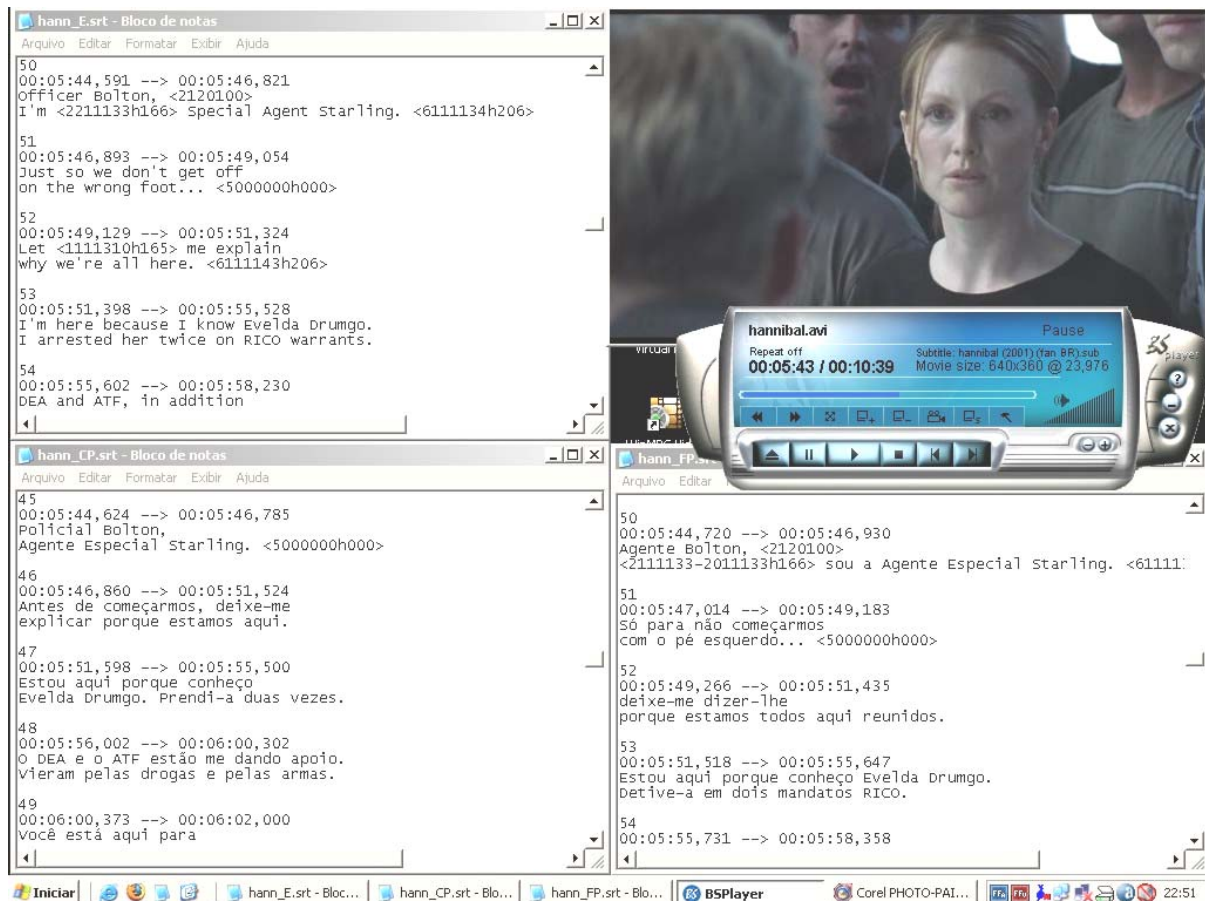 hann_E.srt - Bloco de notas
Arquivo Editar Formatar Exibir Ajuda
50
00:05:44,591 --> 00:05:46,821
Officer Bolton, <2120100>
I'm <2211133h166> Special Agent Starling. <6111134h206>
51
00:05:46,893 --> 00:05:49,054
Just so we don't get off
on the wrong foot... <5000000h000>
52
00:05:49,129 --> 00:05:51,324
Let <1111310h165> me explain
why we're all here. <6111143h206>
53
00:05:51,398 --> 00:05:55,528
I'm here because I know Evelda Drumgo.
I arrested her twice on RICO warrants.
54
00:05:55,602 --> 00:05:58,230
DEA and ATF, in addition
hannibal.avi
Pause
Repeat off
Subtitle: hannibal (2001) (fan BR).sub
00:05:43 / 00:10:39
Movie size: 640x360 @ 23,976
BS
player
hann_CP.srt - Bloco de notas
Arquivo Editar Formatar Exibir Ajuda
45
00:05:44,624 --> 00:05:46,785
Policial Bolton,
Agente Especial Starling. <5000000h000>
46
00:05:46,860 --> 00:05:51,524
Antes de começarmos, deixe-me
explicar porque estamos aqui.
47
00:05:51,598 --> 00:05:55,500
Estou aqui porque conheço
Evelda Drumgo. Prendi-a duas vezes.
48
00:05:56,002 --> 00:06:00,302
O DEA e o ATF estão me dando apoio.
Vieram pelas drogas e pelas armas.
49
00:06:00,373 --> 00:06:02,000
Você está aqui para
hann_FP.sr
Arquivo Editar
50
00:05:44,720 --> 00:05:46,930
Agente Bolton, <2120100>
<2111133-2011133h166> sou a Agente Especial Starling. <61111
51
00:05:47,014 --> 00:05:49,183
Só para não começarmos
com o pé esquerdo... <5000000h000>
52
00:05:49,266 --> 00:05:51,435
deixe-me dizer-lhe
porque estamos todos aqui reunidos.
53
00:05:51,518 --> 00:05:55,647
Estou aqui porque conheço Evelda Drumgo.
Detive-a em dois mandatos RICO.
54
00:05:55,731 --> 00:05:58,358
Iniciar
hann_E.srt - Bloc...
hann_CP.srt - Blo...
hann_FP.srt - Blo...
BSPlayer
Corel PHOTO-PAI...
22:51